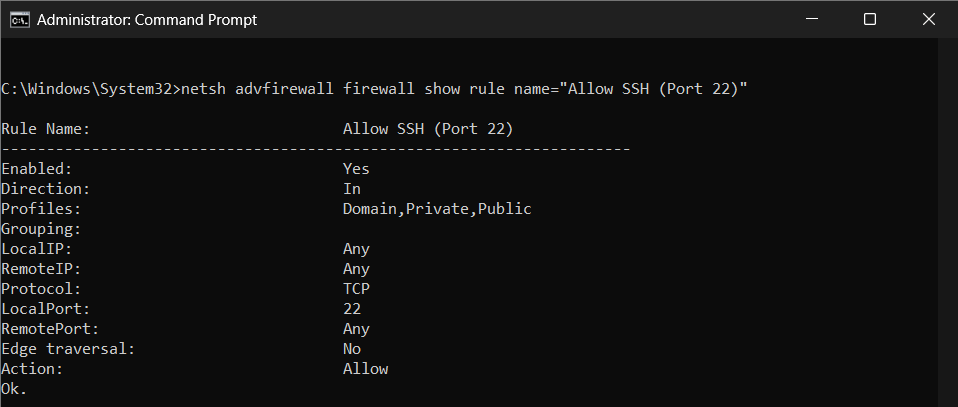 Administrator: Command Prompt
C:\Windows\System32>netsh advfirewall firewall show rule name="Allow SSH (Port 22)"
Rule Name:                            Allow SSH (Port 22)
----------------------------------------------------------------------
Enabled:                              Yes
Direction:                            In
Profiles:                             Domain,Private,Public
Grouping:
LocalIP:                              Any
RemoteIP:                             Any
Protocol:                             TCP
LocalPort:                            22
RemotePort:                           Any
Edge traversal:                       No
Action:                               Allow
Ok.